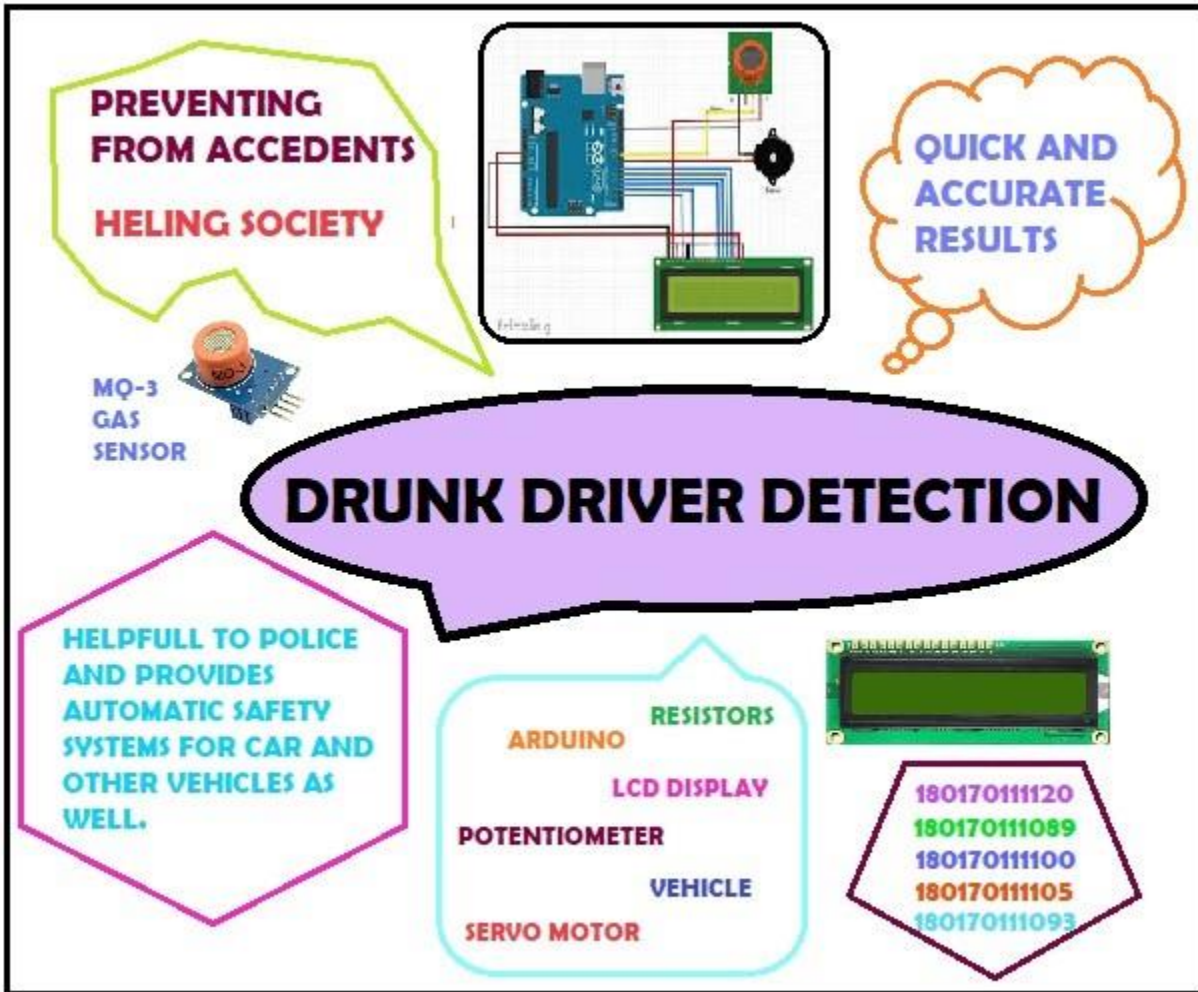 PREVENTING
FROM ACCEDENTS
HELING SOCIETY
fritzing
QUICK AND
ACCURATE
RESULTS
MQ-3
GAS
SENSOR
DRUNK DRIVER DETECTION
HELPFULL TO POLICE
AND PROVIDES
AUTOMATIC SAFETY
SYSTEMS FOR CAR AND
OTHER VEHICLES AS
WELL.
RESISTORS
ARDUINO
LCD DISPLAY
POTENTIOMETER
VEHICLE
SERVO MOTOR
180170111120
180170111089
180170111100
180170111105
180170111093